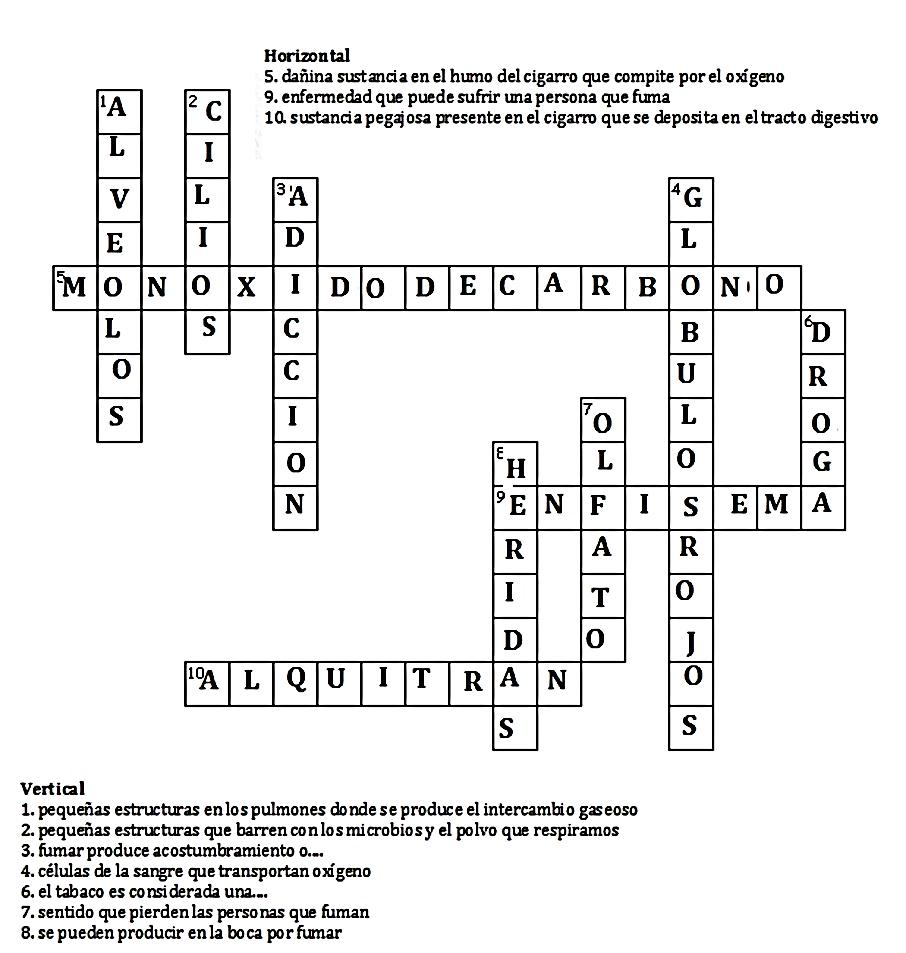 Horizontal
5. dañina sustancia en el humo del cigarro que compite por el oxígeno
9. enfermedad que puede sufrir una persona que fuma
10. sustancia pegajosa presente en el cigarro que se deposita en el tracto digestivo
1 A 2 C
L I
V L 3 A 4 G
E I D L
5 M O N O X I D O D E C A R B O N O
L S C B 6 D
O C U R
S I 7 O L O
O 8 H L O G
N 9 E N F I S E M A
R A R
I T O
D O J
10 A L Q U I T R A N O
S S
Vertical
1. pequeñas estructuras en los pulmones donde se produce el intercambio gaseoso
2. pequeñas estructuras que barren con los microbios y el polvo que respiramos
3. fumar produce acostumbramiento o...
4. células de la sangre que transportan oxígeno
6. el tabaco es considerada una...
7. sentido que pierden las personas que fuman
8. se pueden producir en la boca por fumar